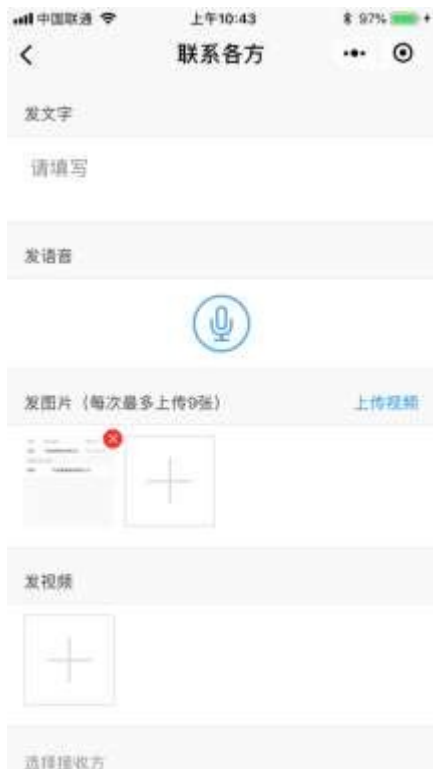 中国联通 上午10:43 97%
联系各方
发文字
请填写
发语音
发图片（每次最多上传9张） 上传视频
发视频
选择接收方